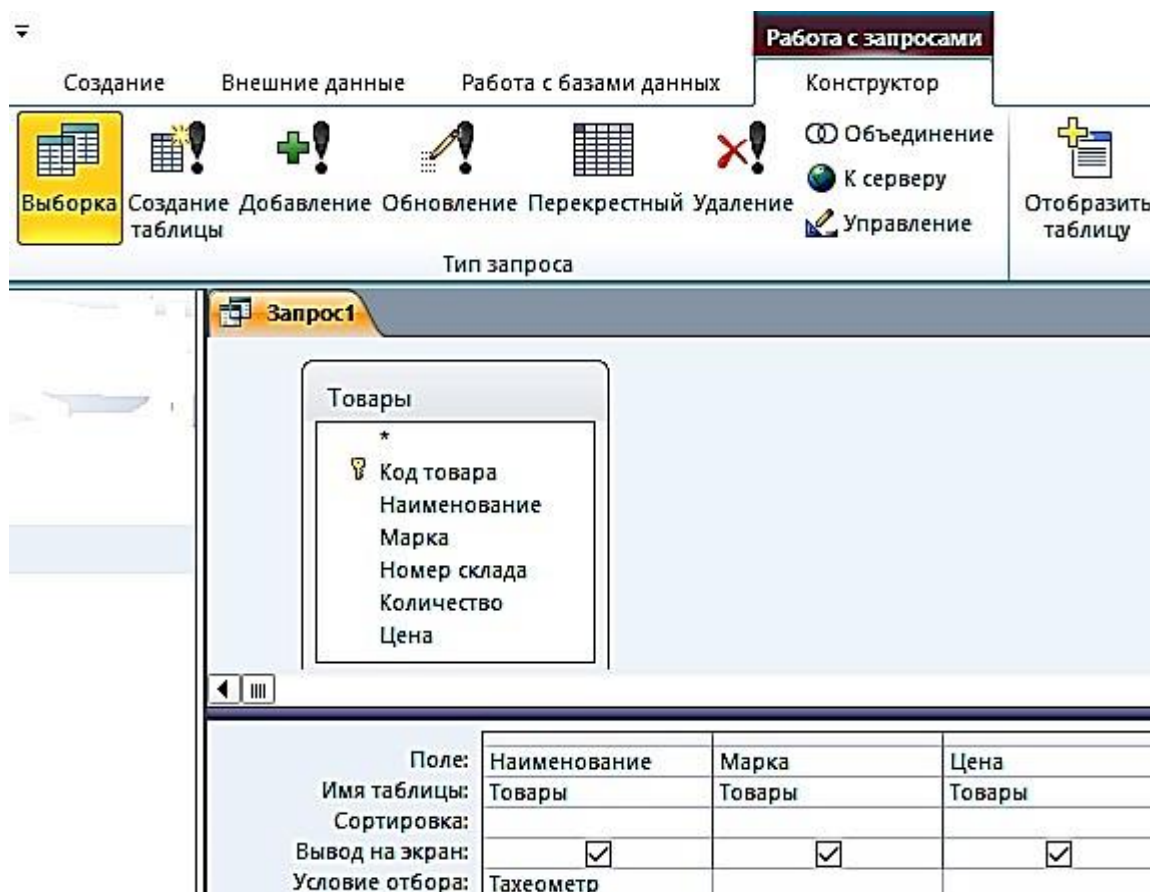 Работа с запросами
Создание Внешние данные Работа с базами данных Конструктор
Выборка Создание таблицы Добавление Обновление Перекрестный Удаление
Объединение
К серверу
Управление
Отобразить таблицу
Тип запроса
Запрос1
Товары
*
Код товара
Наименование
Марка
Номер склада
Количество
Цена
Поле: Наименование Марка Цена
Имя таблицы: Товары Товары Товары
Сортировка:
Вывод на экран:
Условие отбора: Тахеометр